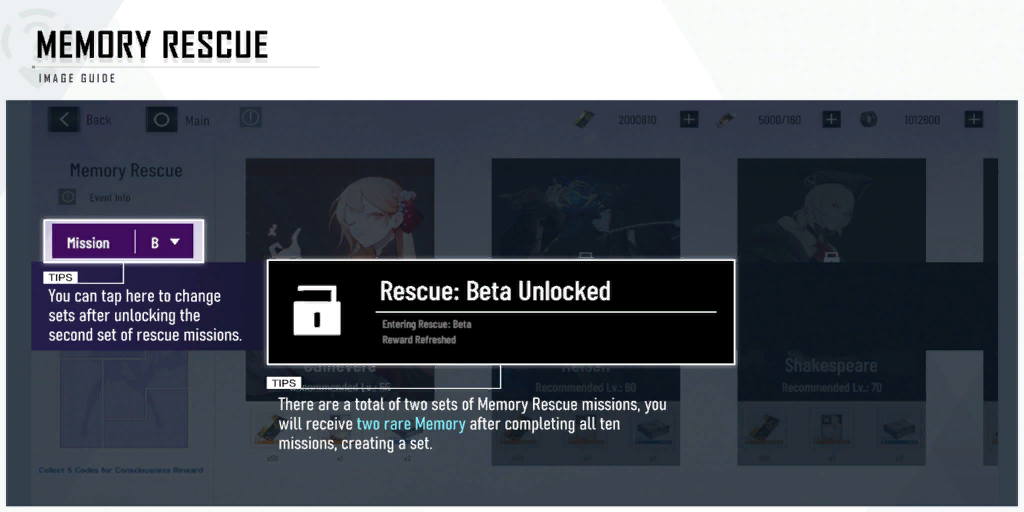 MEMORY RESCUE
IMAGE GUIDE
Back
Main
2000810
5000/160
1012600
Memory Rescue
Event Info
Mission
B
TIPS
You can tap here to change
sets after unlocking the
second set of rescue missions.
Rescue: Beta Unlocked
Entering Rescue: Beta
Reward Refreshed
Shakespeare
Recommended Lv.: 60
Recommended Lv.: 70
TIPS
There are a total of two sets of Memory Rescue missions, you
will receive two rare Memory after completing all ten
missions, creating a set.
Collect 5 Codes for Consciousness Reward